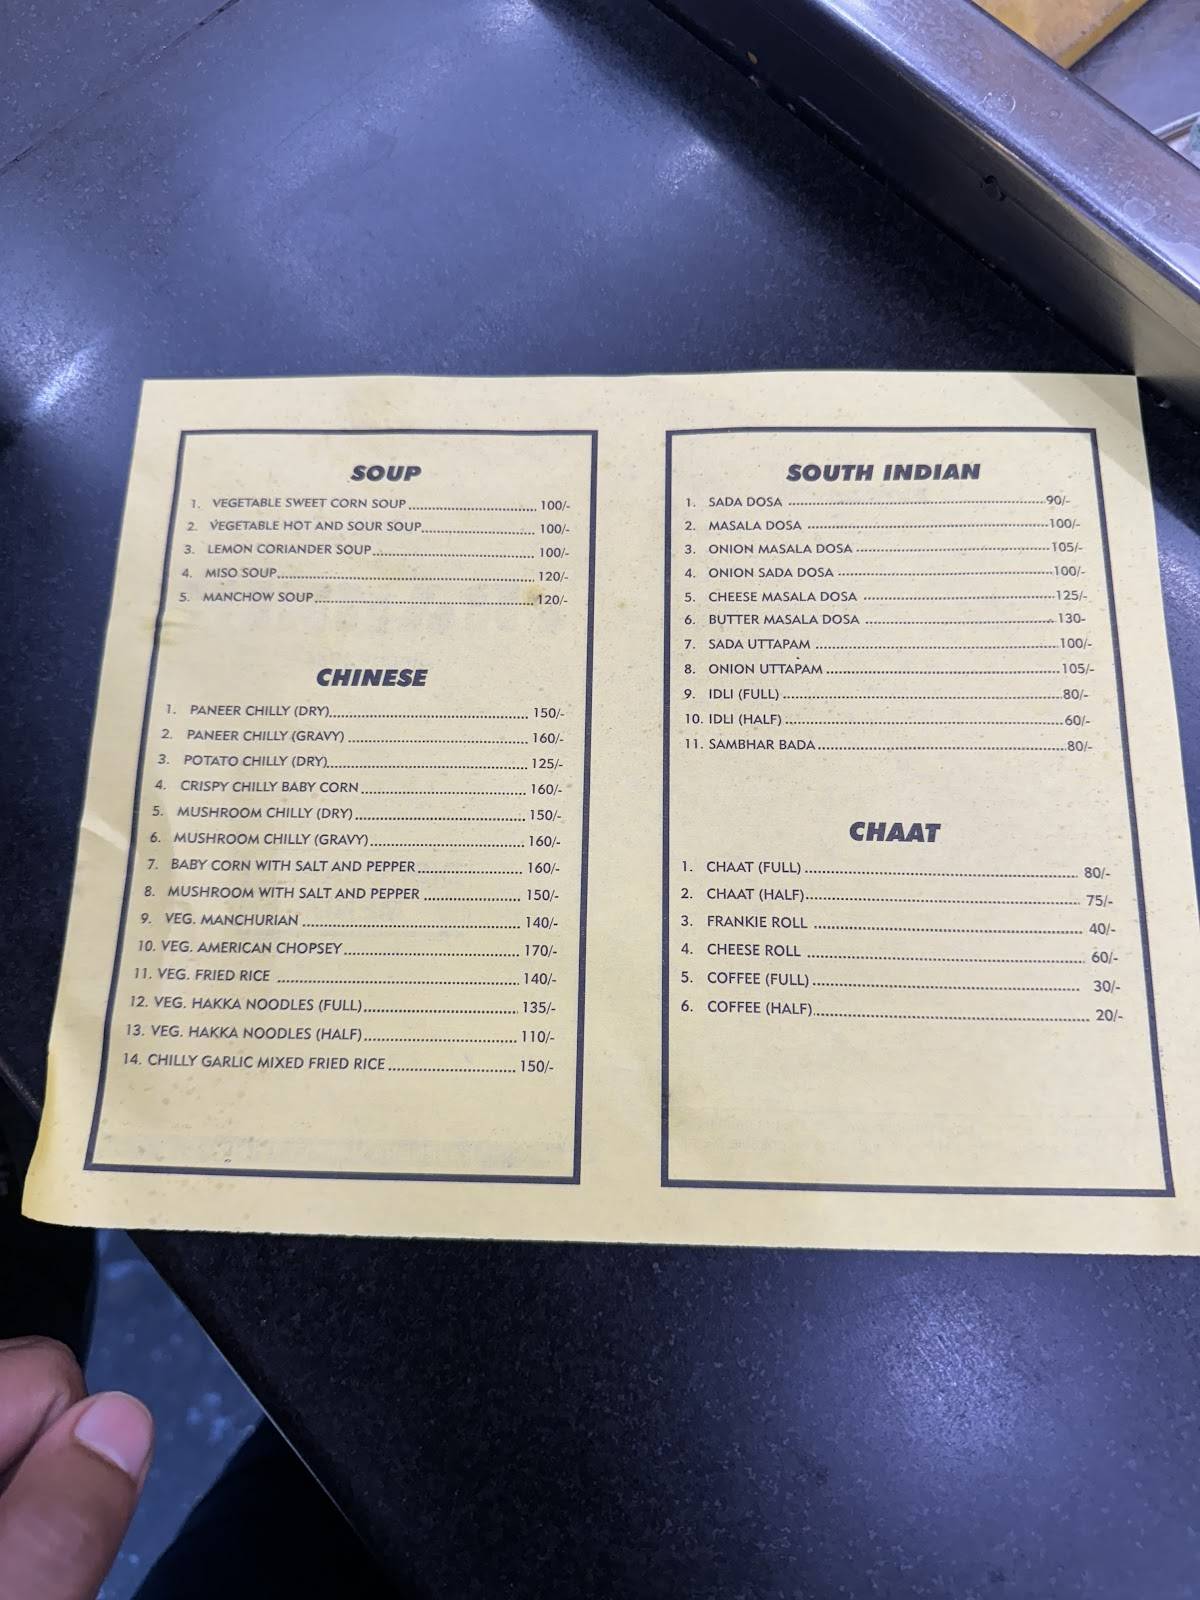 SOUP
1. VEGETABLE SWEET CORN SOUP 100/-
2. VEGETABLE HOT AND SOUR SOUP 100/-
3. LEMON CORIANDER SOUP 100/-
4. MISO SOUP 120/-
5. MANCHOW SOUP 120/-
CHINESE
1. PANEER CHILLY (DRY) 150/-
2. PANEER CHILLY (GRAVY) 160/-
3. POTATO CHILLY (DRY) 125/-
4. CRISPY CHILLY BABY CORN 160/-
5. MUSHROOM CHILLY (DRY) 150/-
6. MUSHROOM CHILLY (GRAVY) 160/-
7. BABY CORN WITH SALT AND PEPPER 160/-
8. MUSHROOM WITH SALT AND PEPPER 150/-
9. VEG. MANCHURIAN 140/-
10. VEG. AMERICAN CHOPSEY 170/-
11. VEG. FRIED RICE 140/-
12. VEG. HAKKA NOODLES (FULL) 135/-
13. VEG. HAKKA NOODLES (HALF) 110/-
14. CHILLY GARLIC MIXED FRIED RICE 150/-
SOUTH INDIAN
1. SADA DOSA 90/-
2. MASALA DOSA 100/-
3. ONION MASALA DOSA 105/-
4. ONION SADA DOSA 100/-
5. CHEESE MASALA DOSA 125/-
6. BUTTER MASALA DOSA 130-
7. SADA UTTAPAM 100/-
8. ONION UTTAPAM 105/-
9. IDLI (FULL) 80/-
10. IDLI (HALF) 60/-
11. SAMBHAR BADA 80/-
CHAAT
1. CHAAT (FULL) 80/-
2. CHAAT (HALF) 75/-
3. FRANKIE ROLL 40/-
4. CHEESE ROLL 60/-
5. COFFEE (FULL) 30/-
6. COFFEE (HALF) 20/-